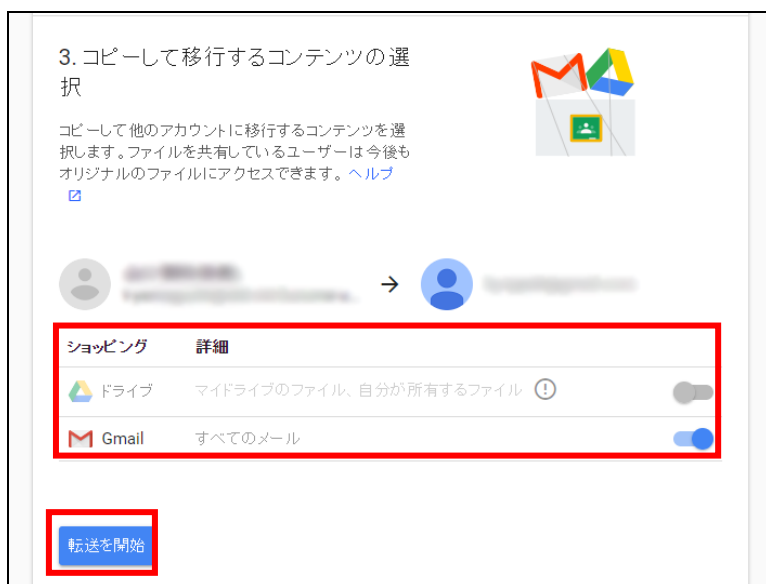 3. コピーして移行するコンテンツの選
択
コピーして他のアカウントに移行するコンテンツを選
択します。ファイルを共有しているユーザーは今後も
オリジナルのファイルにアクセスできます。ヘルプ
→
ショッピング 詳細
ドライブ マイドライブのファイル、自分が所有するファイル
Gmail すべてのメール
転送を開始